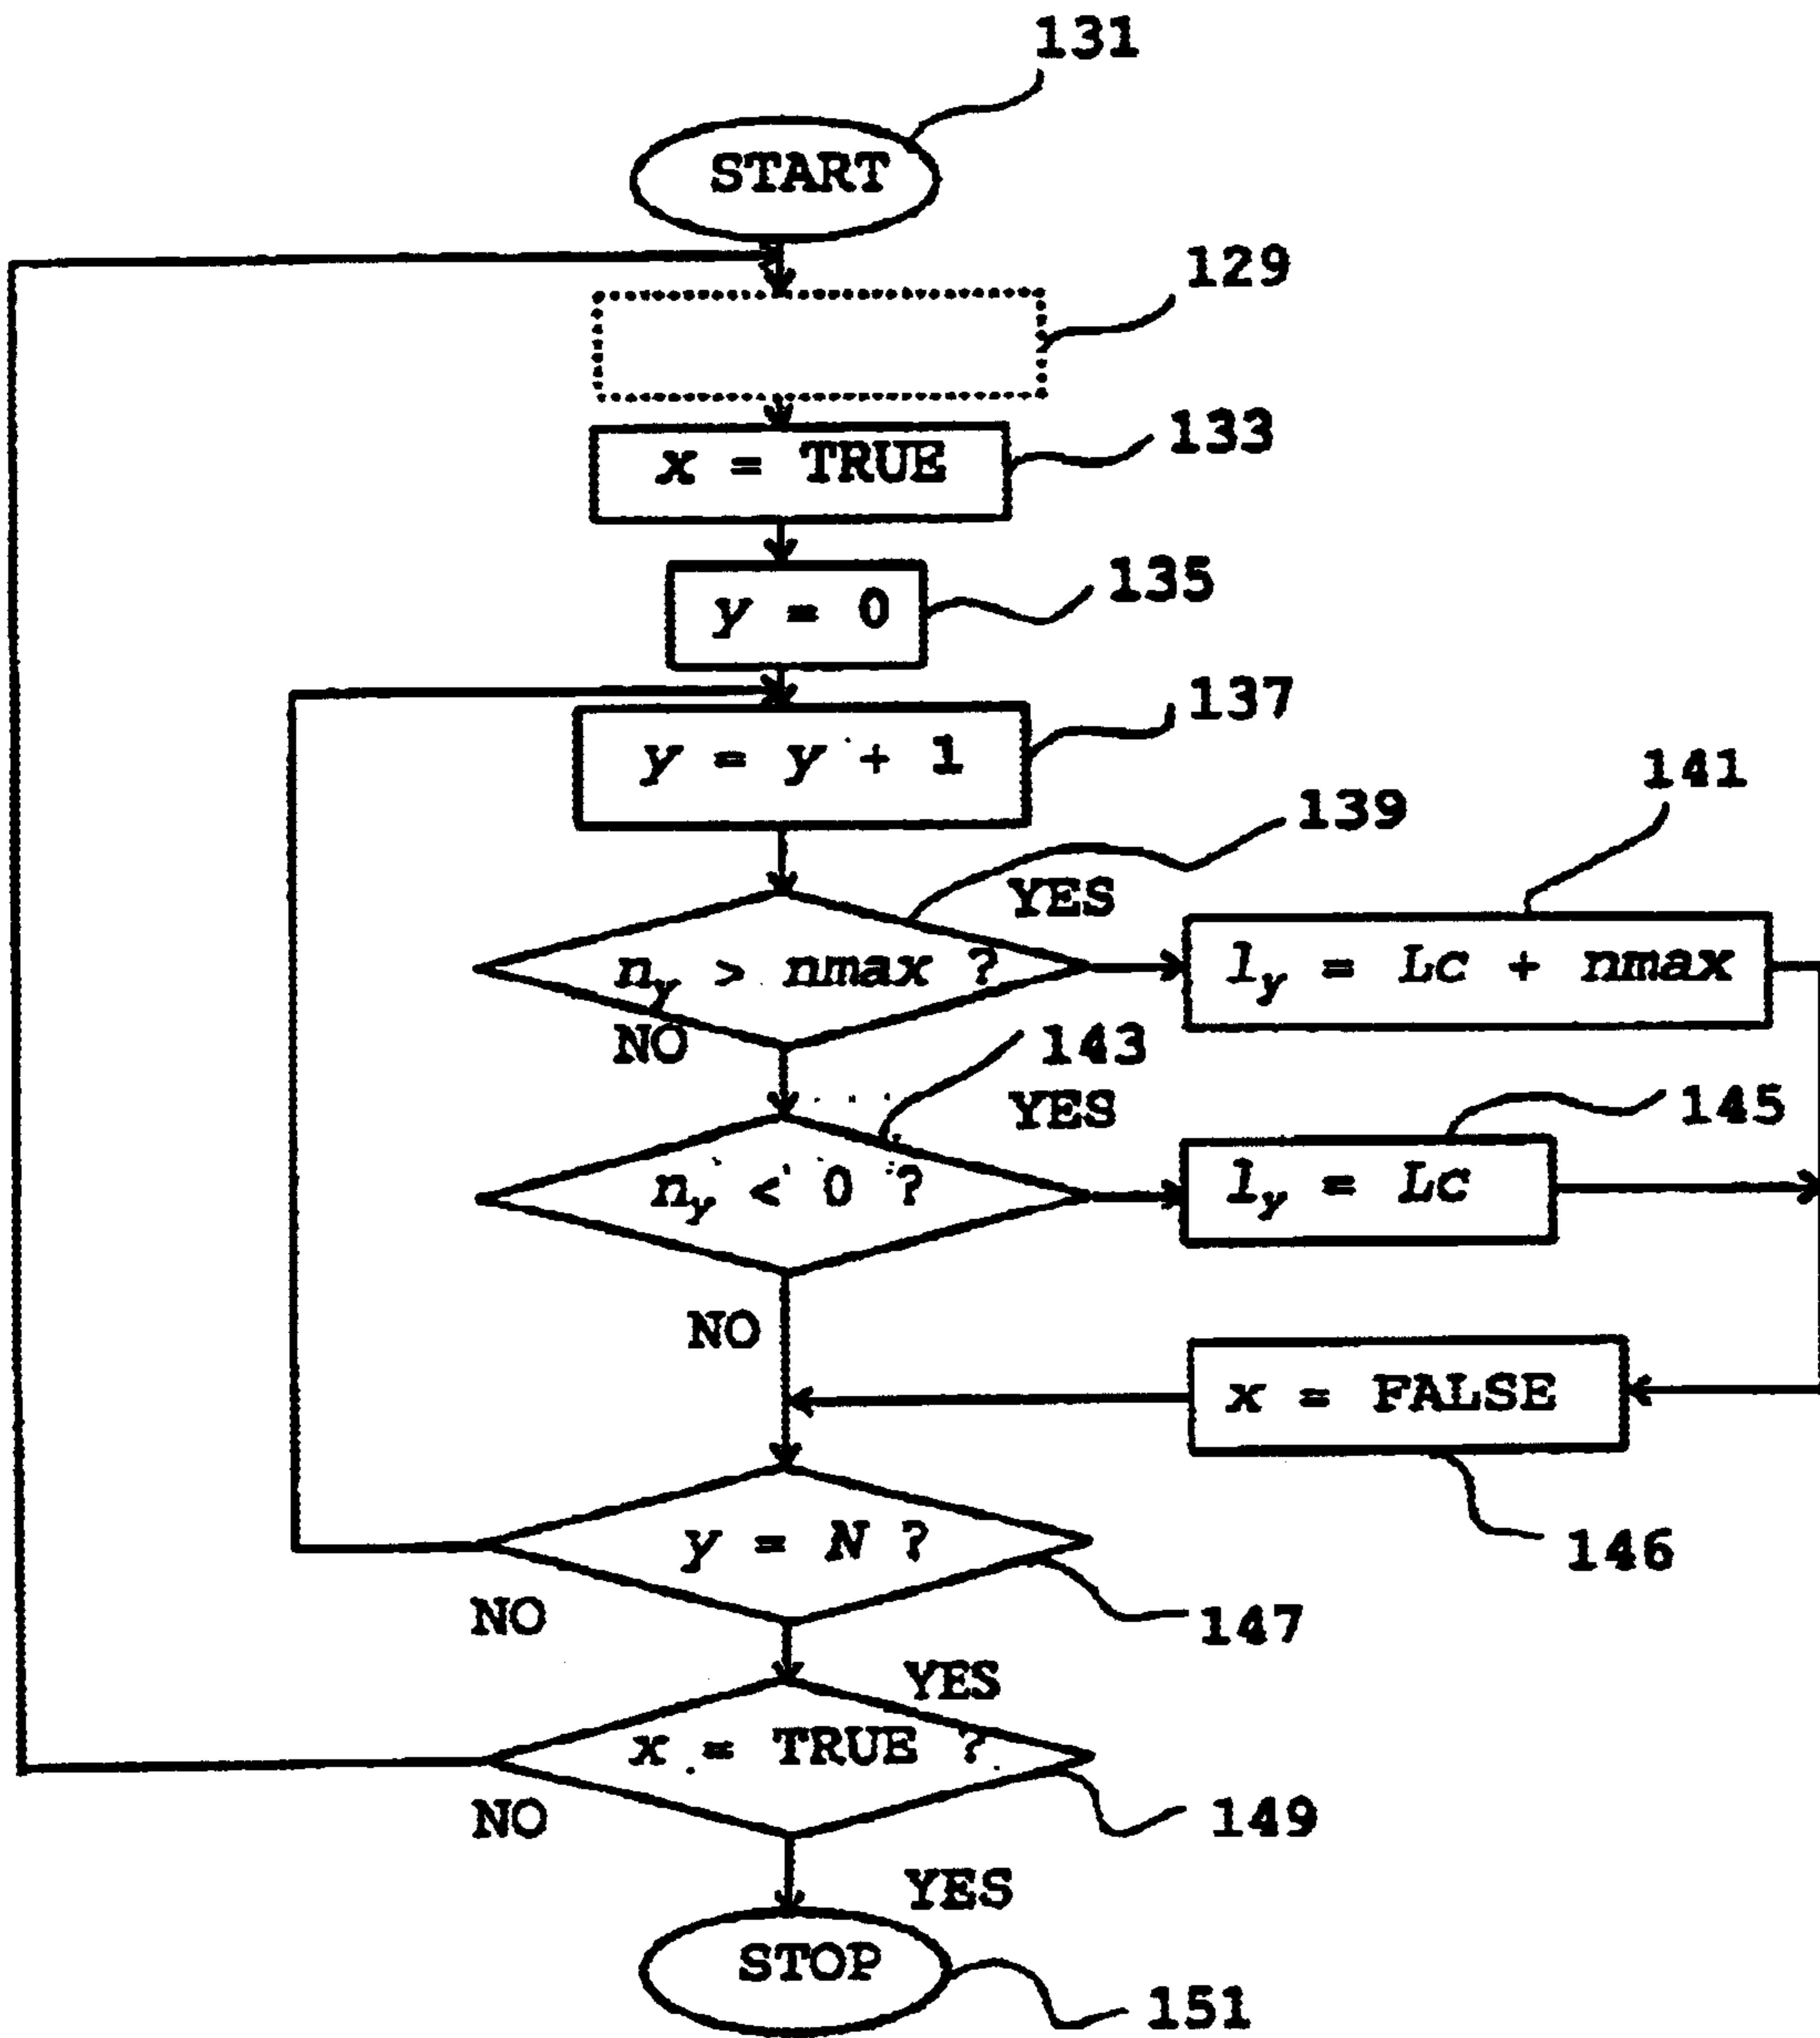 131
START
129
133
x = TRUE
135
y = 0
137
y = y + 1
141
139
YES
n_y > nmax ?
l_y = Lc + nmax
NO
143
YES
145
n_y < 0 ?
l_y = Lc
NO
x = FALSE
146
y = N ?
NO
147
YES
x = TRUE ?
NO
149
YES
STOP
151